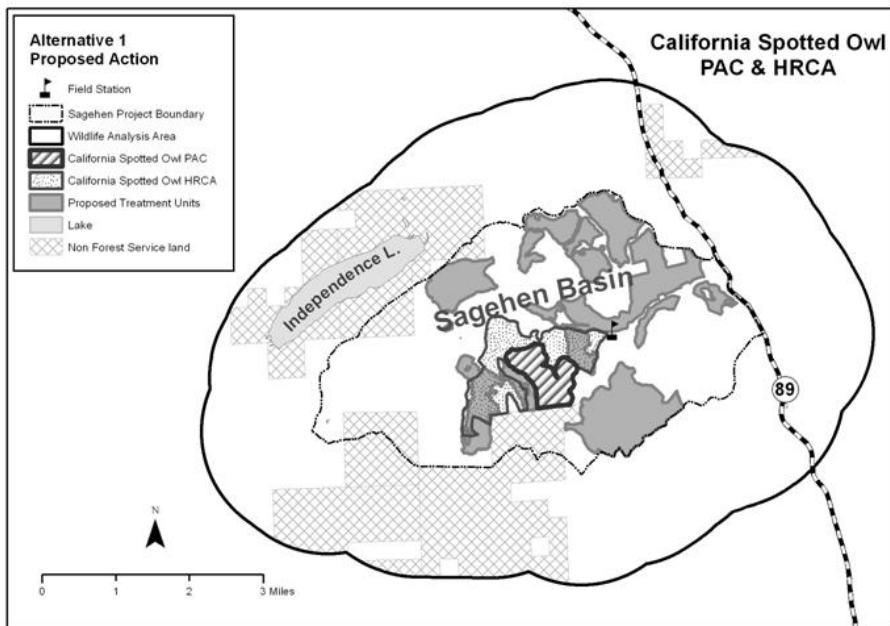 Alternative 1
Proposed Action
Field Station
Sagehen Project Boundary
Wildlife Analysis Area
California Spotted Owl PAC
California Spotted Owl HRCA
Proposed Treatment Units
Lake
Non Forest Service land
California Spotted Owl
PAC & HRCA
Independence L.
Sagehen Basin
89
N
0 1 2 3 Miles